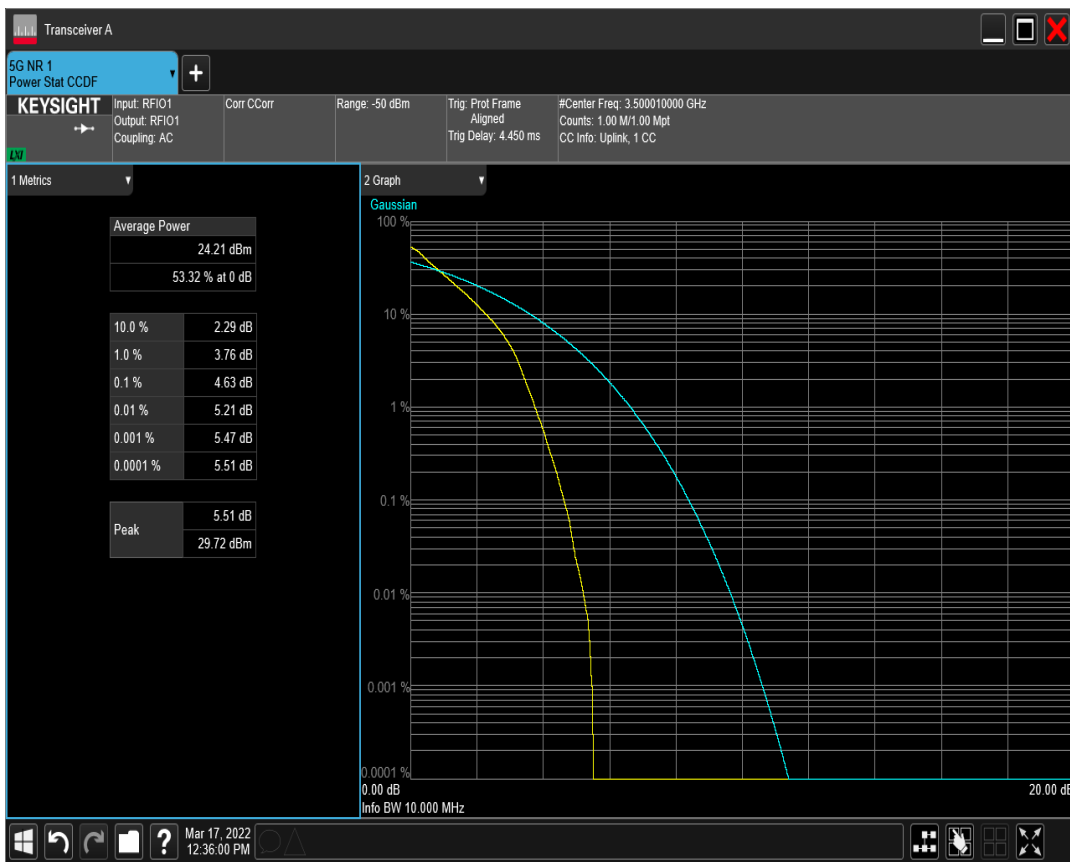 Transceiver A
5G NR 1
Power Stat CCDF
+
KEYSIGHT
LXI
Input: RFIO1
Output: RFIO1
Coupling: AC
Corr CCorr
Range: -50 dBm
Trig: Prot Frame
Aligned
Trig Delay: 4.450 ms
#Center Freq: 3.500010000 GHz
Counts: 1.00 M/1.00 Mpt
CC Info: Uplink, 1 CC
1 Metrics
Average Power
24.21 dBm
53.32 % at 0 dB
10.0 % 2.29 dB
1.0 % 3.76 dB
0.1 % 4.63 dB
0.01 % 5.21 dB
0.001 % 5.47 dB
0.0001 % 5.51 dB
Peak
5.51 dB
29.72 dBm
2 Graph
Gaussian
100 %
10 %
1 %
0.1 %
0.01 %
0.001 %
0.0001 %
0.00 dB 20.00 dB
Info BW 10.000 MHz
?
Mar 17, 2022
12:36:00 PM